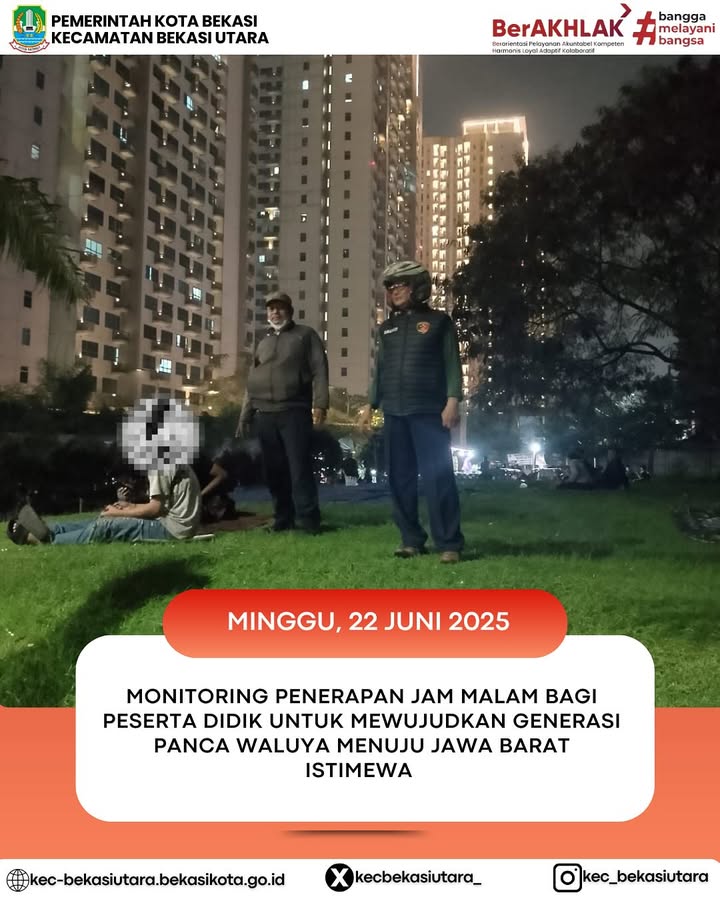 PEMERINTAH KOTA BEKASI
KECAMATAN BEKASI UTARA
BerAKHLAK
Berorientasi Pelayanan Akuntabel Kompeten
Harmonis Loyal Adaptif Kolaboratif
#bangga
melayani
bangsa
MINGGU, 22 JUNI 2025
MONITORING PENERAPAN JAM MALAM BAGI
PESERTA DIDIK UNTUK MEWUJUDKAN GENERASI
PANCA WALUYA MENUJU JAWA BARAT
ISTIMEWA
kec-bekasiutara.bekasikota.go.id
kecbekasiutara_
kec_bekasiutara